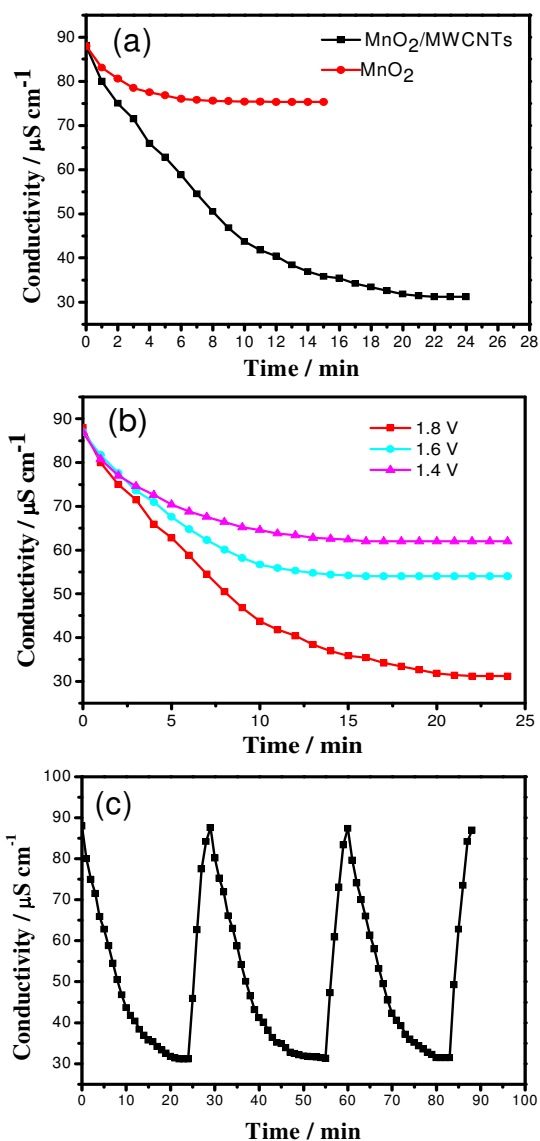 (a)
MnO2/MWCNTs
MnO2
90
80
70
60
50
40
30
Conductivity / µS cm-1
0 2 4 6 8 10 12 14 16 18 20 22 24 26 28
Time / min
(b)
1.8 V
1.6 V
1.4 V
90
80
70
60
50
40
30
Conductivity / µS cm-1
0 5 10 15 20 25
Time / min
(c)
100
90
80
70
60
50
40
30
Conductivity / µS cm-1
0 10 20 30 40 50 60 70 80 90 100
Time / min